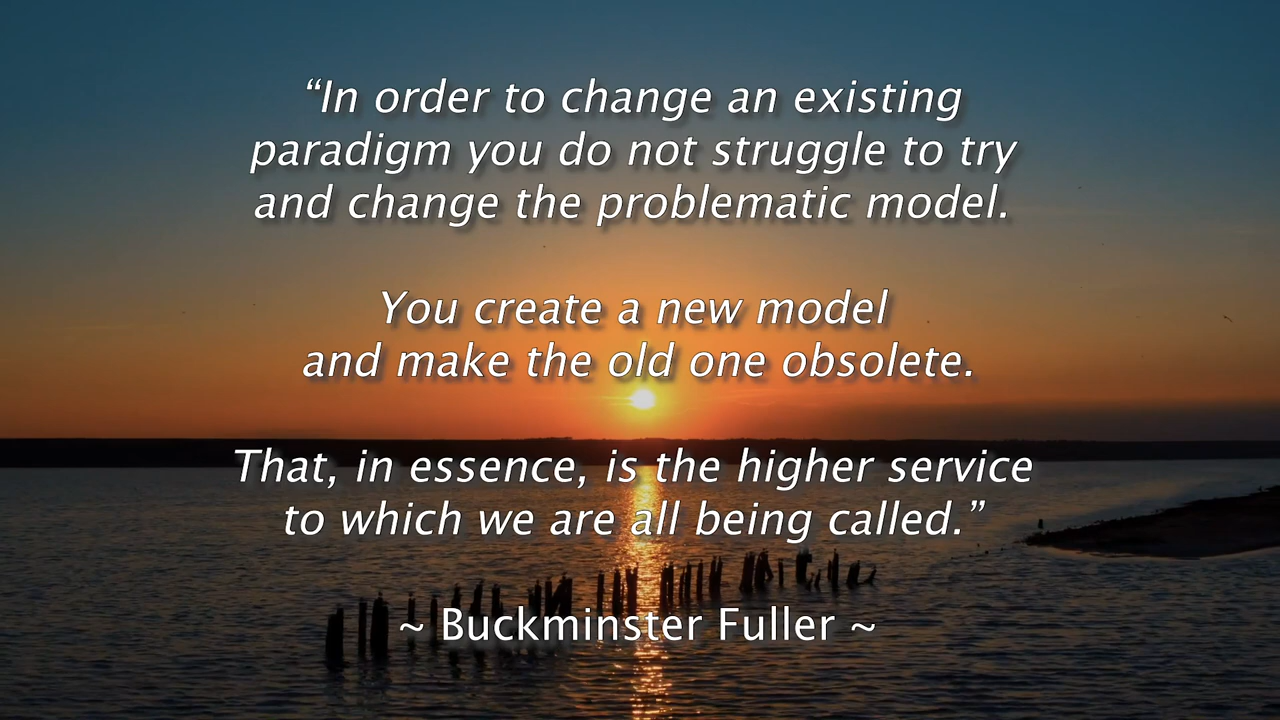 “In order to change an existing
paradigm you do not struggle to try
and change the problematic model.
You create a new model
and make the old one obsolete.
That, in essence, is the higher service
to which we are all being called.”
~ Buckminster Fuller ~